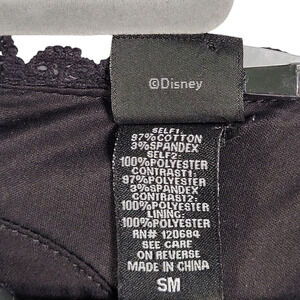 ©Disney
SELF1:
97%COTTON
3%SPANDEX
SELF2:
100%POLYESTER
CONTRAST1:
97%POLYESTER
3%SPANDEX
CONTRAST2:
100%POLYESTER
LINING:
100%POLYESTER
RN# 120684
SEE CARE
ON REVERSE
MADE IN CHINA
SM